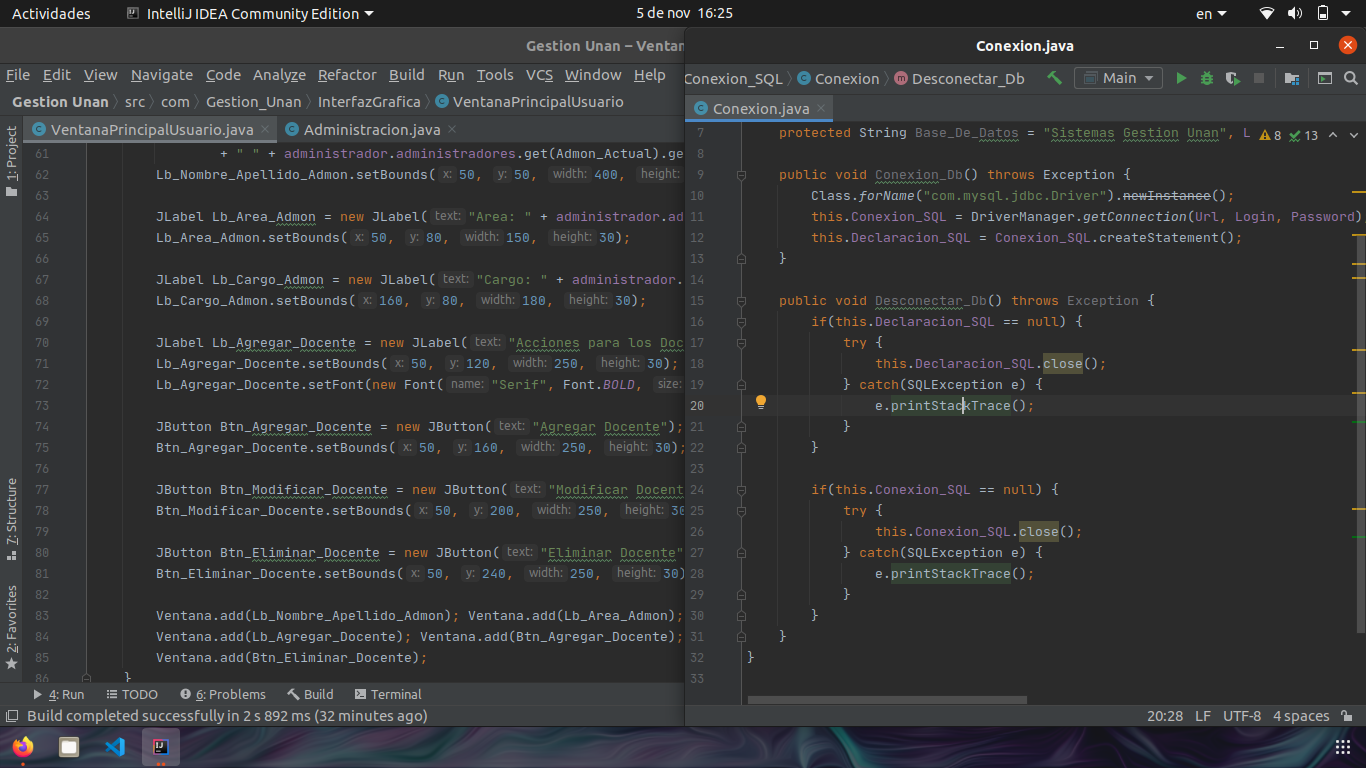 Actividades IntelliJ IDEA Community Edition 5 de nov 16:25 en
Gestion Unan – Ventan
File Edit View Navigate Code Analyze Refactor Build Run Tools VCS Window Help
Gestion Unan src com Gestion_Unan InterfazGrafica VentanaPrincipalUsuario
VentanaPrincipalUsuario.java Administracion.java
1: Project
7: Structure
2: Favorites
61 + " " + administrador.administradores.get(Admon_Actual).ge
62 Lb_Nombre_Apellido_Admon.setBounds( x: 50, y: 50, width: 400, height:
63
64 JLabel Lb_Area_Admon = new JLabel( text: "Area: " + administrador.ad
65 Lb_Area_Admon.setBounds( x: 50, y: 80, width: 150, height: 30);
66
67 JLabel Lb_Cargo_Admon = new JLabel( text: "Cargo: " + administrador.
68 Lb_Cargo_Admon.setBounds( x: 160, y: 80, width: 180, height: 30);
69
70 JLabel Lb_Agregar_Docente = new JLabel( text: "Acciones para los Doc
71 Lb_Agregar_Docente.setBounds( x: 50, y: 120, width: 250, height: 30);
72 Lb_Agregar_Docente.setFont(new Font( name: "Serif", Font.BOLD, size:
73
74 JButton Btn_Agregar_Docente = new JButton( text: "Agregar Docente");
75 Btn_Agregar_Docente.setBounds( x: 50, y: 160, width: 250, height: 30);
76
77 JButton Btn_Modificar_Docente = new JButton( text: "Modificar Docent
78 Btn_Modificar_Docente.setBounds( x: 50, y: 200, width: 250, height: 30
79
80 JButton Btn_Eliminar_Docente = new JButton( text: "Eliminar Docente"
81 Btn_Eliminar_Docente.setBounds( x: 50, y: 240, width: 250, height: 30)
82
83 Ventana.add(Lb_Nombre_Apellido_Admon); Ventana.add(Lb_Area_Admon);
84 Ventana.add(Lb_Agregar_Docente); Ventana.add(Btn_Agregar_Docente);
85 Ventana.add(Btn_Eliminar_Docente);
86 }
4: Run TODO 6: Problems Build Terminal
Build completed successfully in 2 s 892 ms (32 minutes ago)
Conexion.java
Conexion_SQL Conexion Desconectar_Db Main
Conexion.java
7 protected String Base_De_Datos = "Sistemas Gestion Unan", L 8 13
8
9 public void Conexion_Db() throws Exception {
10 Class.forName("com.mysql.jdbc.Driver").newInstance();
11 this.Conexion_SQL = DriverManager.getConnection(Url, Login, Password)
12 this.Declaracion_SQL = Conexion_SQL.createStatement();
13 }
14
15 public void Desconectar_Db() throws Exception {
16 if(this.Declaracion_SQL == null) {
17 try {
18 this.Declaracion_SQL.close();
19 } catch(SQLException e) {
20 e.printStackTrace();
21 }
22 }
23
24 if(this.Conexion_SQL == null) {
25 try {
26 this.Conexion_SQL.close();
27 } catch(SQLException e) {
28 e.printStackTrace();
29 }
30 }
31 }
32 }
33
20:28 LF UTF-8 4 spaces